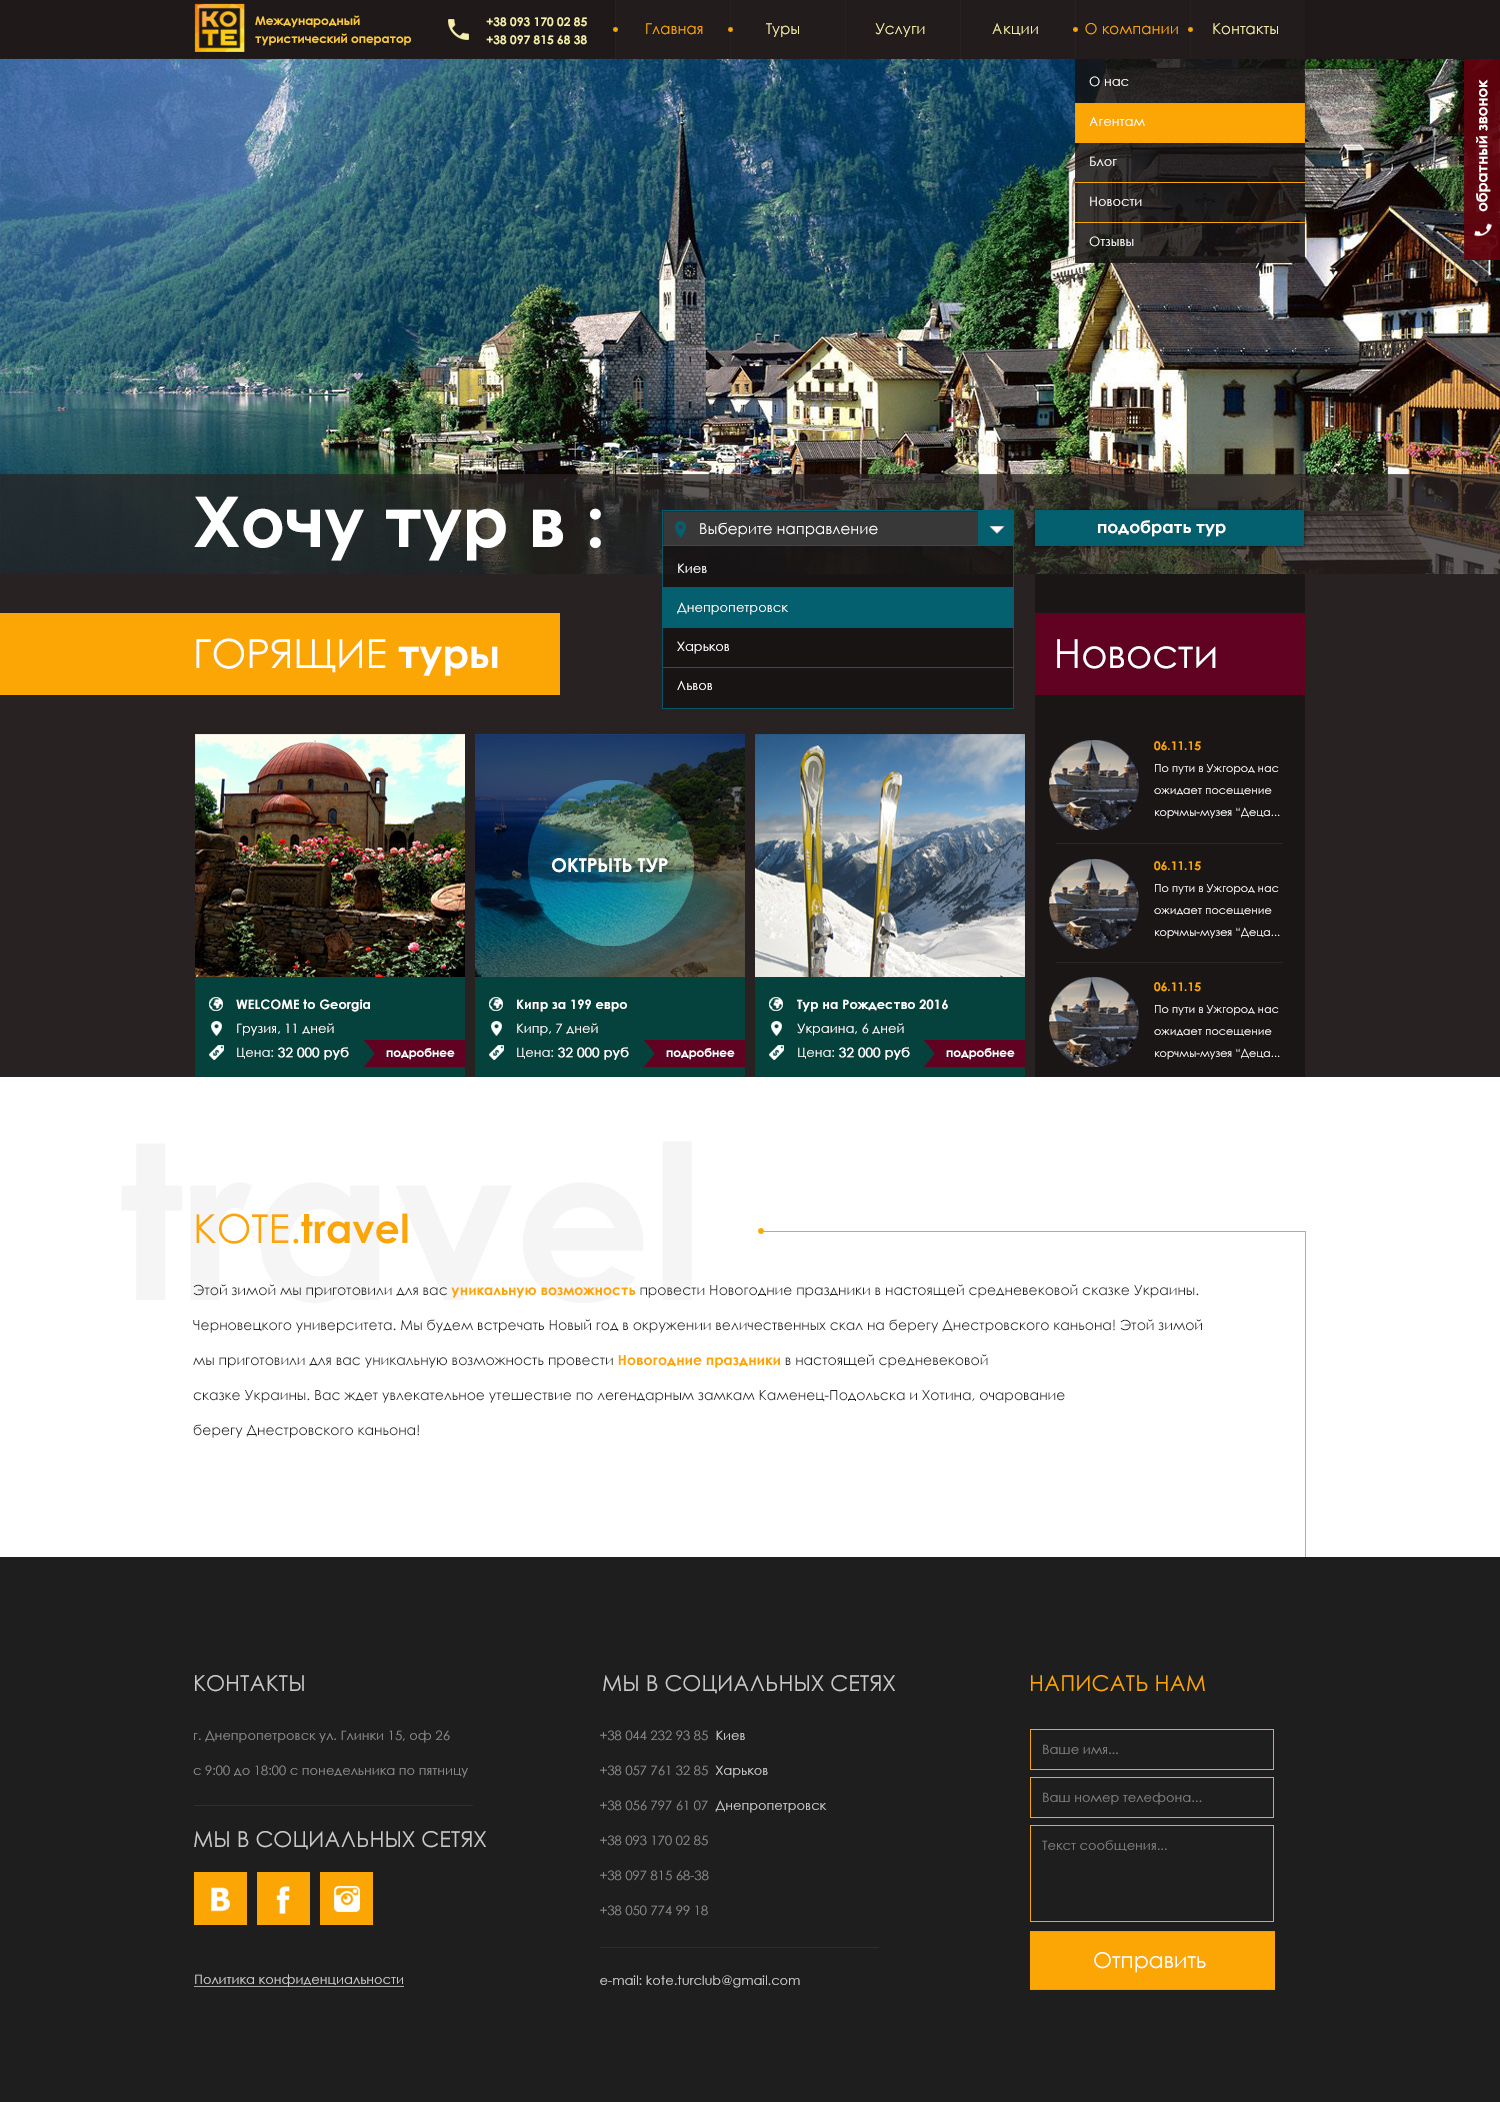 КОТЕ
Международный
туристический оператор
+38 093 170 02 85
+38 097 815 68 38
Главная
Туры
Услуги
Акции
О компании
Контакты
О нас
Агентам
Блог
Новости
Отзывы
обратный звонок
Хочу тур в :
Выберите направление
подобрать тур
Киев
Днепропетровск
Харьков
Львов
ГОРЯЩИЕ туры
Новости
ОКТРЫТЬ ТУР
WELCOME to Georgia
Грузия, 11 дней
Цена: 32 000 руб
подробнее
Кипр за 199 евро
Кипр, 7 дней
Цена: 32 000 руб
подробнее
Тур на Рождество 2016
Украина, 6 дней
Цена: 32 000 руб
подробнее
06.11.15
По пути в Ужгород нас
ожидает посещение
корчмы-музея “Деца...
06.11.15
По пути в Ужгород нас
ожидает посещение
корчмы-музея “Деца...
06.11.15
По пути в Ужгород нас
ожидает посещение
корчмы-музея “Деца...
travel
КОТЕ.travel
Этой зимой мы приготовили для вас уникальную возможность провести Новогодние праздники в настоящей средневековой сказке Украины.
Черновецкого университета. Мы будем встречать Новый год в окружении величественных скал на берегу Днестровского каньона! Этой зимой
мы приготовили для вас уникальную возможность провести Новогодние праздники в настоящей средневековой
сказке Украины. Вас ждет увлекательное утешествие по легендарным замкам Каменец-Подольска и Хотина, очарование
берегу Днестровского каньона!
КОНТАКТЫ
г. Днепропетровск ул. Глинки 15, оф 26
с 9:00 до 18:00 с понедельника по пятницу
МЫ В СОЦИАЛЬНЫХ СЕТЯХ
B
f
Политика конфиденциальности
МЫ В СОЦИАЛЬНЫХ СЕТЯХ
+38 044 232 93 85 Киев
+38 057 761 32 85 Харьков
+38 056 797 61 07 Днепропетровск
+38 093 170 02 85
+38 097 815 68-38
+38 050 774 99 18
e-mail: kote.turclub@gmail.com
НАПИСАТЬ НАМ
Ваше имя...
Ваш номер телефона...
Текст сообщения...
Отправить